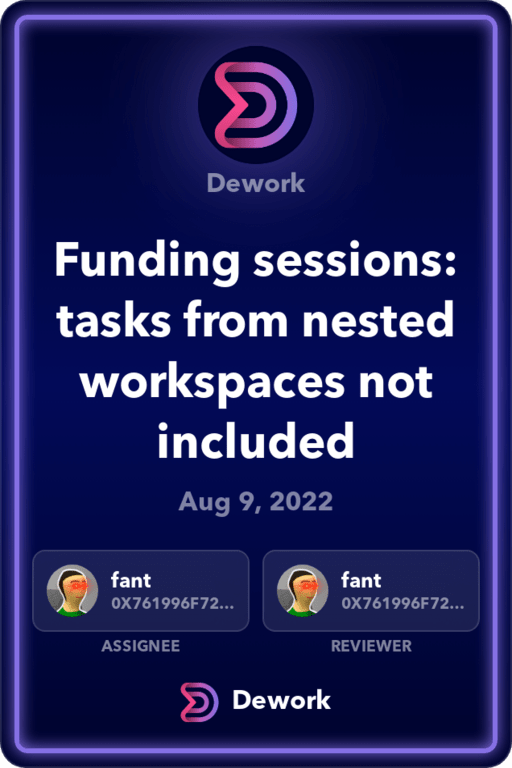 Dework
Funding sessions:
tasks from nested
workspaces not
included
Aug 9, 2022
fant
0X761996F72...
ASSIGNEE
fant
0X761996F72...
REVIEWER
Dework